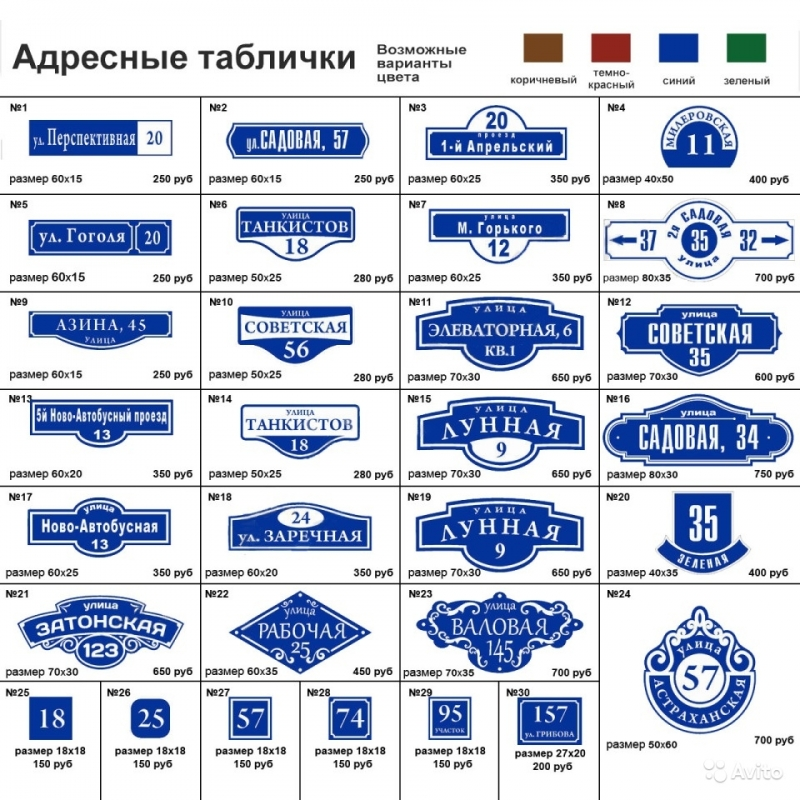 Адресные таблички
Возможные
варианты
цвета
коричневый
темно-
красный
синий
зеленый
№1
ул. Перспективная 20
размер 60х15 250 руб
№2
ул. САДОВАЯ, 57
размер 60х15 250 руб
№3
20
проезд
1-й Апрельский
размер 60х25 350 руб
№4
МИЛЕРОВСКАЯ
11
размер 40х50 400 руб
№5
ул. Гоголя 20
размер 60х15 250 руб
№6
УЛИЦА
ТАНКИСТОВ
18
размер 50х25 280 руб
№7
улица
М. Горького
12
размер 60х25 350 руб
№8
2я САДОВАЯ
37 35 32
улица
размер 80х35 700 руб
№9
АЗИНА, 45
УЛИЦА
размер 60х15 250 руб
№10
УЛИЦА
СОВЕТСКАЯ
56
размер 50х25 280 руб
№11
УЛИЦА
ЭЛЕВАТОРНАЯ, 6
КВ.1
размер 70х30 650 руб
№12
улица
СОВЕТСКАЯ
35
размер 70х30 600 руб
№13
5й Ново-Автобусный проезд
13
размер 60х20 350 руб
№14
УЛИЦА
ТАНКИСТОВ
18
размер 50х25 280 руб
№15
УЛИЦА
ЛУННАЯ
9
размер 70х30 650 руб
№16
улица
САДОВАЯ, 34
размер 80х30 750 руб
№17
улица
Ново-Автобусная
13
размер 60х25 350 руб
№18
24
ул. ЗАРЕЧНАЯ
размер 60х20 350 руб
№19
УЛИЦА
ЛУННАЯ
9
размер 70х30 650 руб
№20
35
ЗЕЛЕНАЯ
размер 40х35 400 руб
№21
улица
ЗАТОНСКАЯ
123
размер 70х30 650 руб
№22
улица
РАБОЧАЯ
25
размер 60х35 450 руб
№23
улица
ВАЛОВАЯ
145
размер 70х35 700 руб
№24
улица
57
АСТРАХАНСКАЯ
размер 50х60 700 руб
№25
18
размер 18х18
150 руб
№26
25
размер 18х18
150 руб
№27
57
размер 18х18
150 руб
№28
74
размер 18х18
150 руб
№29
95
УЧАСТОК
размер 18х18
150 руб
№30
157
ул. ГРИБОВА
размер 27х20
200 руб
Avito